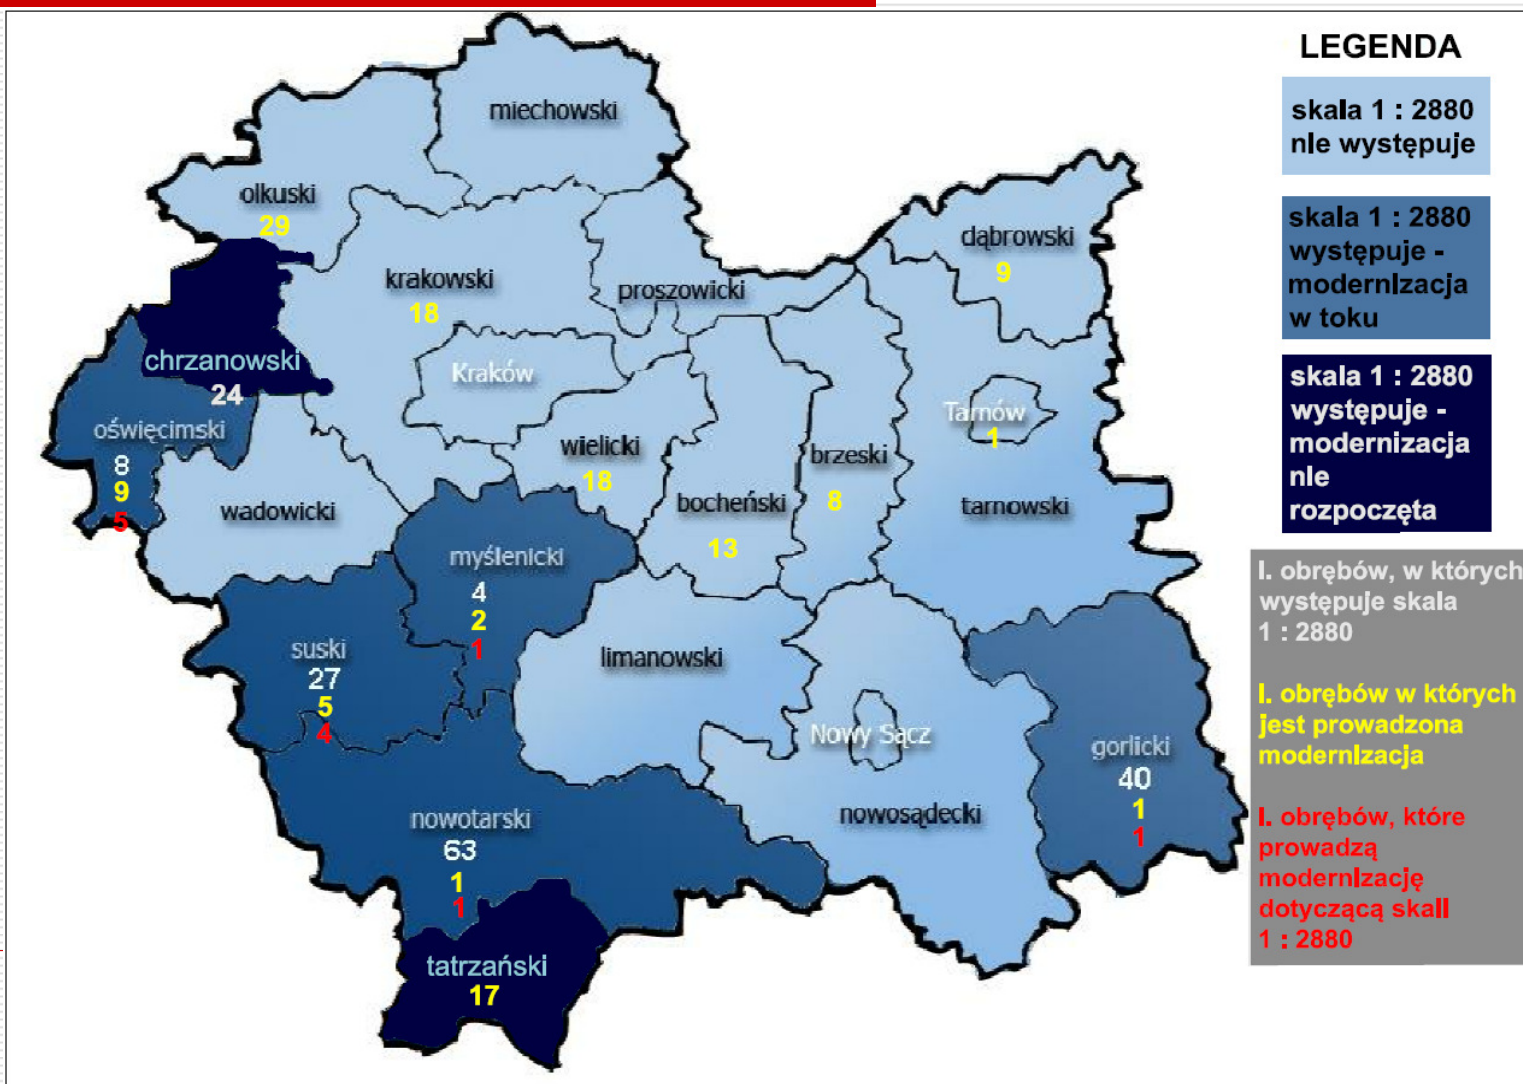 LEGENDA
skala 1 : 2880
nie występuje
skala 1 : 2880
występuje -
modernizacja
w toku
skala 1 : 2880
występuje -
modernizacja
nie
rozpoczęta
l. obrębów, w których
występuje skala
1 : 2880
l. obrębów w których
jest prowadzona
modernizacja
l. obrębów, które
prowadzą
modernizację
dotyczącą skali
1 : 2880
miechowski
olkuski
29
dąbrowski
9
krakowski
18
proszowicki
chrzanowski
24
Kraków
Tarnów
1
oświęcimski
8
9
5
wielicki
18
brzeski
8
wadowicki
bocheński
13
tarnowski
myślenicki
4
2
1
suski
27
5
4
limanowski
Nowy Sącz
gorlicki
40
1
1
nowotarski
63
1
1
nowosądecki
tatrzański
17